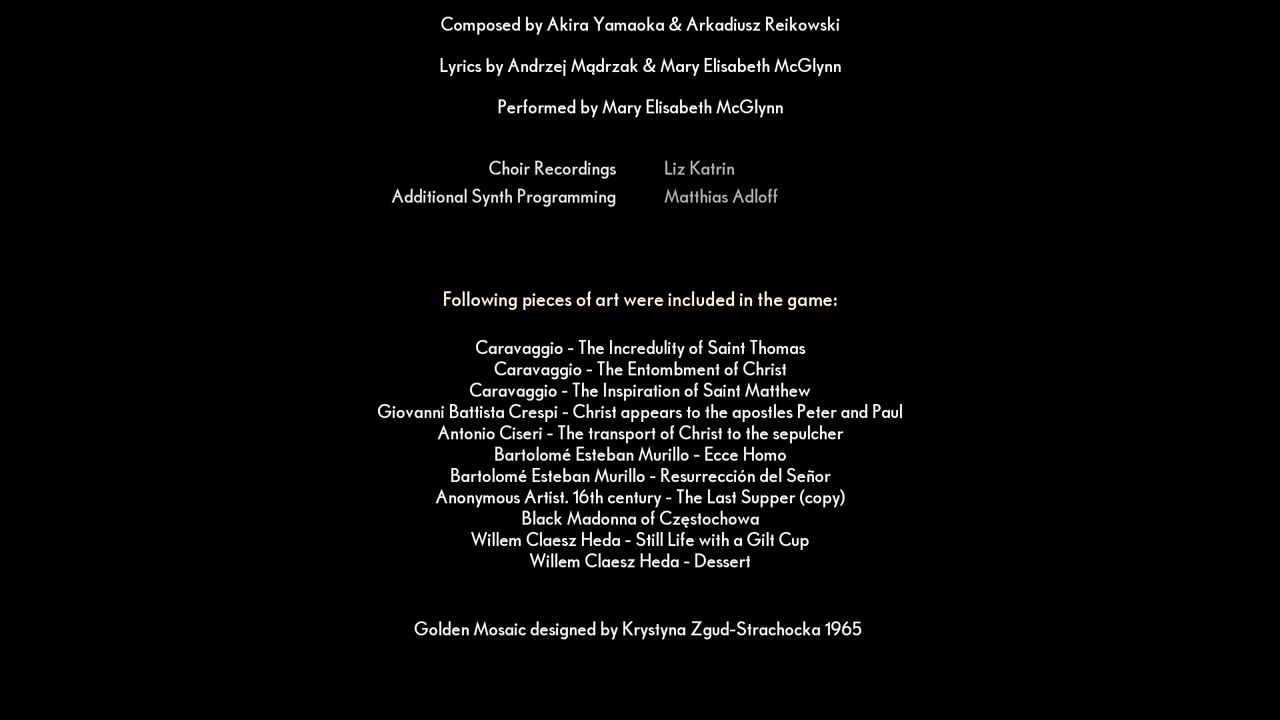 Composed by Akira Yamaoka & Arkadiusz Reikowski
Lyrics by Andrzej Mądrzak & Mary Elisabeth McGlynn
Performed by Mary Elisabeth McGlynn
Choir Recordings Liz Katrin
Additional Synth Programming Matthias Adloff
Following pieces of art were included in the game:
Caravaggio - The Incredulity of Saint Thomas
Caravaggio - The Entombment of Christ
Caravaggio - The Inspiration of Saint Matthew
Giovanni Battista Crespi - Christ appears to the apostles Peter and Paul
Antonio Ciseri - The transport of Christ to the sepulcher
Bartolomé Esteban Murillo - Ecce Homo
Bartolomé Esteban Murillo - Resurrección del Señor
Anonymous Artist. 16th century - The Last Supper (copy)
Black Madonna of Częstochowa
Willem Claesz Heda - Still Life with a Gilt Cup
Willem Claesz Heda - Dessert
Golden Mosaic designed by Krystyna Zgud-Strachocka 1965